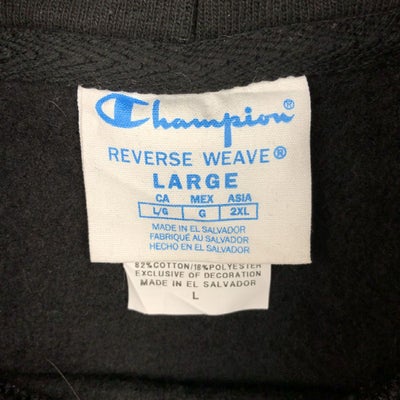 Champion®
REVERSE WEAVE®
LARGE
CA MEX ASIA
L/G G 2XL
MADE IN EL SALVADOR
FABRIQUÉ AU SALVADOR
HECHO EN EL SALVADOR
82%COTTON/18%POLYESTER
EXCLUSIVE OF DECORATION
MADE IN EL SALVADOR
L